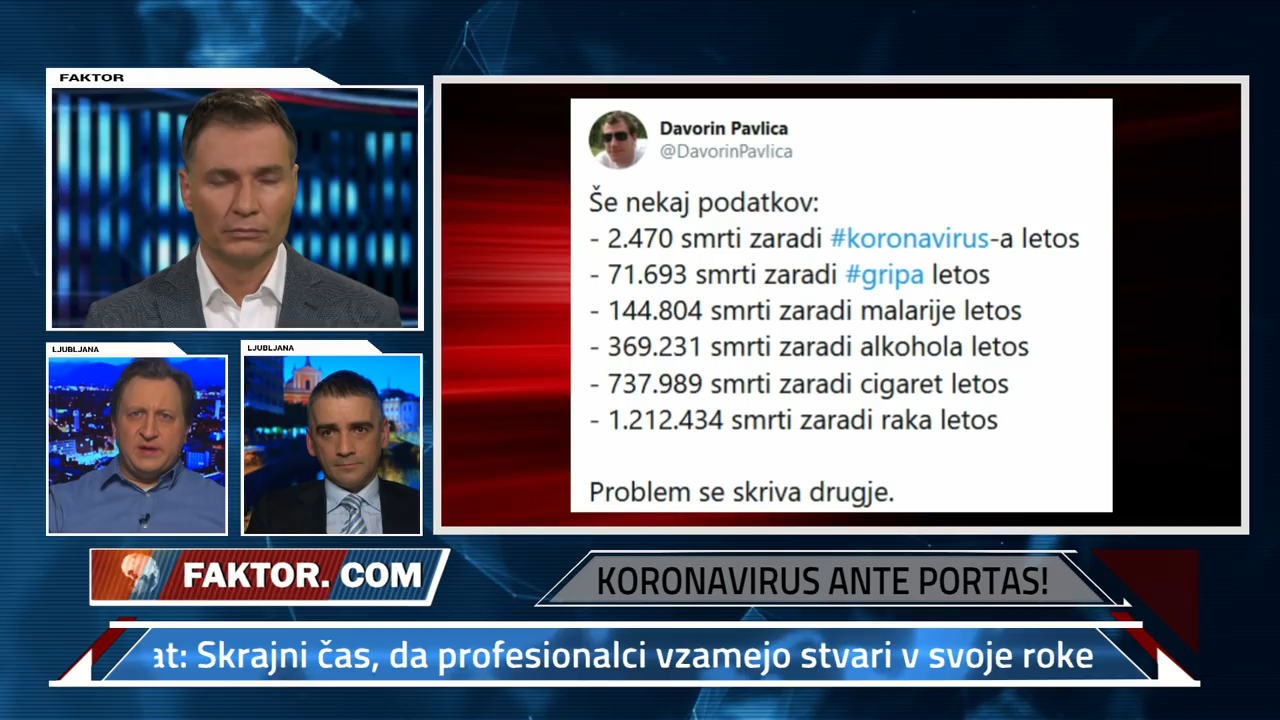 FAKTOR
LJUBLJANA
LJUBLJANA
Davorin Pavlica
@DavorinPavlica
Še nekaj podatkov:
- 2.470 smrti zaradi #koronavirus-a letos
- 71.693 smrti zaradi #gripa letos
- 144.804 smrti zaradi malarije letos
- 369.231 smrti zaradi alkohola letos
- 737.989 smrti zaradi cigaret letos
- 1.212.434 smrti zaradi raka letos
Problem se skriva drugje.
FAKTOR. COM
KORONAVIRUS ANTE PORTAS!
at: Skrajni čas, da profesionalci vzamejo stvari v svoje roke